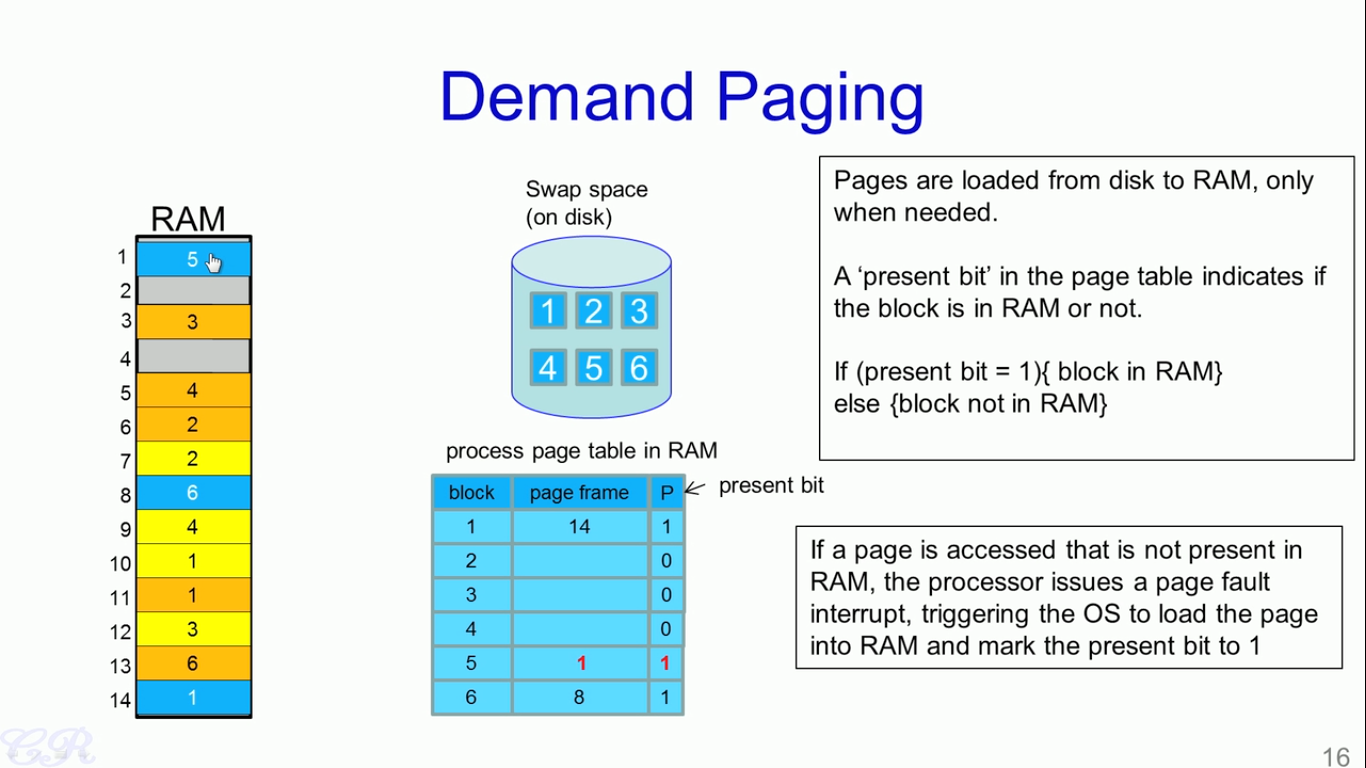 Demand Paging
RAM
1 5
2
3 3
4
5 4
6 2
7 2
8 6
9 4
10 1
11 1
12 3
13 6
14 1
Swap space
(on disk)
1 2 3
4 5 6
process page table in RAM
block page frame P
present bit
1 14 1
2 0
3 0
4 0
5 1 1
6 8 1
Pages are loaded from disk to RAM, only
when needed.
A ‘present bit’ in the page table indicates if
the block is in RAM or not.
If (present bit = 1){ block in RAM}
else {block not in RAM}
If a page is accessed that is not present in
RAM, the processor issues a page fault
interrupt, triggering the OS to load the page
into RAM and mark the present bit to 1
CR
16